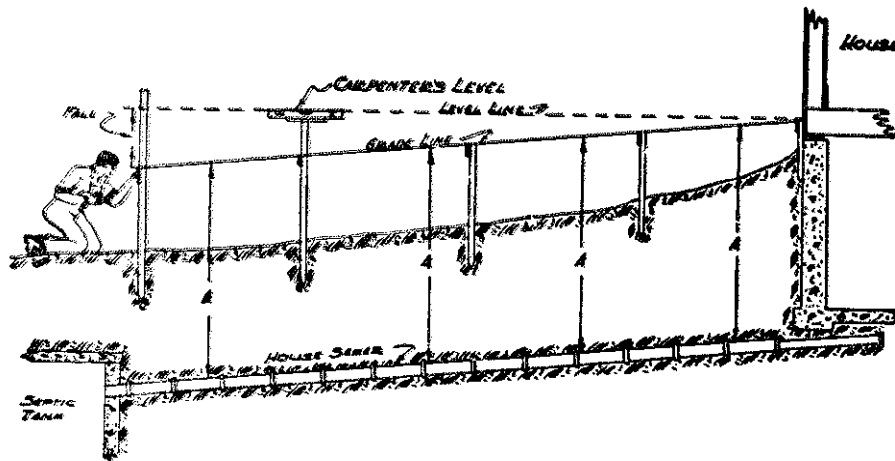 HOUSE
CARPENTER'S LEVEL
LEVEL LINE
FALL
GRADE LINE
A
A
A
A
HOUSE SEWER
SEPTIC
TANK